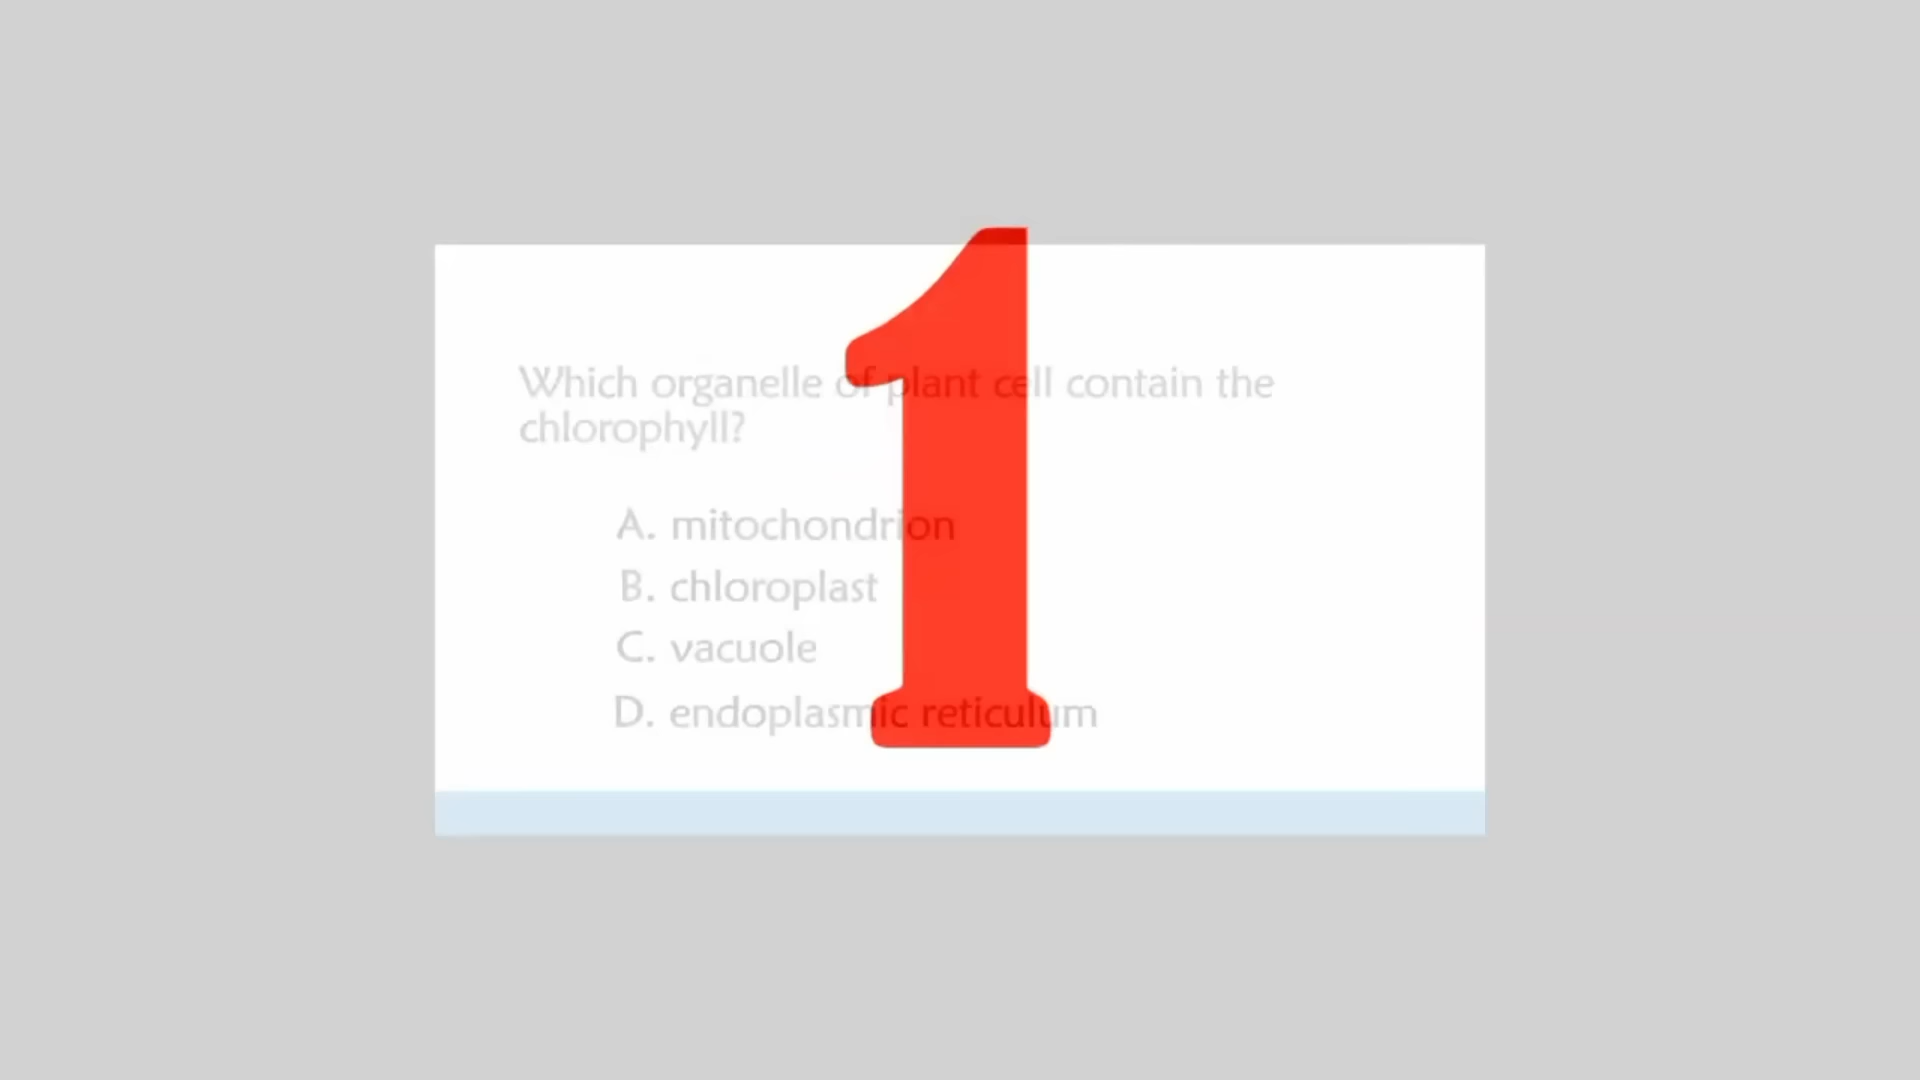 1
Which organelle of plant cell contain the
chlorophyll?
A. mitochondrion
B. chloroplast
C. vacuole
D. endoplasmic reticulum